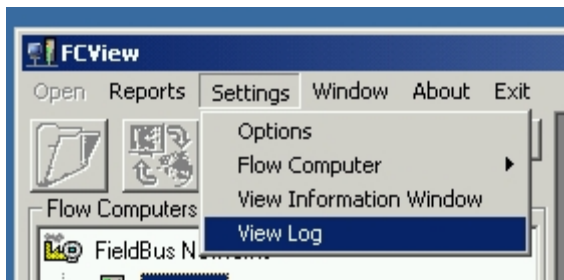 FCView
Open Reports Settings Window About Exit
Options
Flow Computer
View Information Window
Flow Computers
View Log
FieldBus